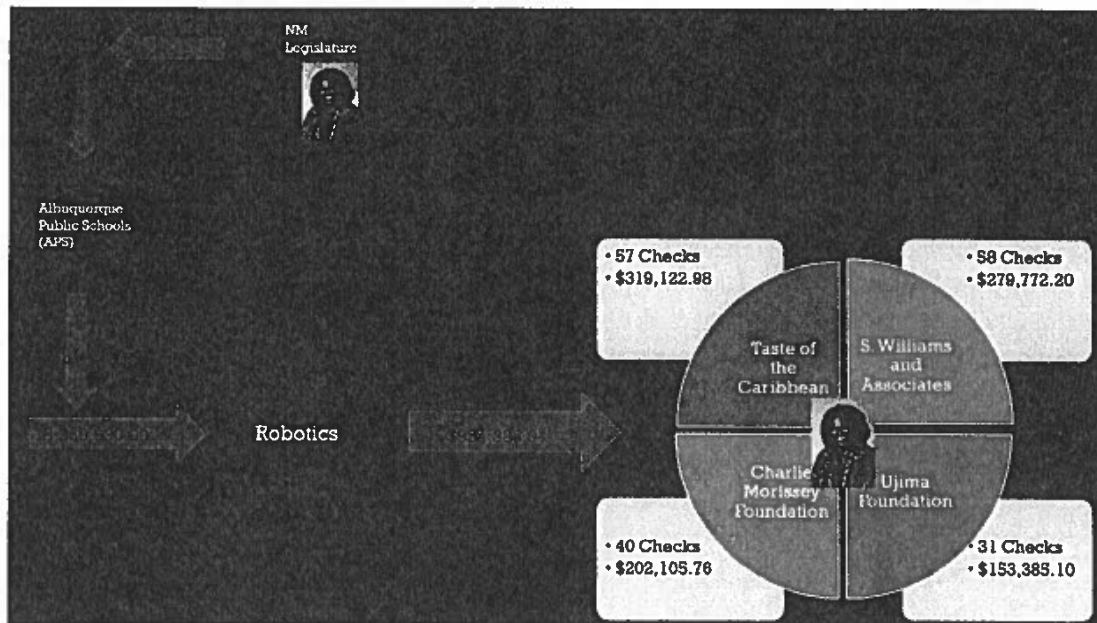 NM
Legislature
Albuquerque
Public Schools
(APS)
Robotics
• 57 Checks
• $319,122.98
• 58 Checks
• $279,772.20
Taste of
the
Caribbean
S. Williams
and
Associates
Charlie
Morissey
Foundation
Ujima
Foundation
• 40 Checks
• $202,105.76
• 31 Checks
• $153,385.10